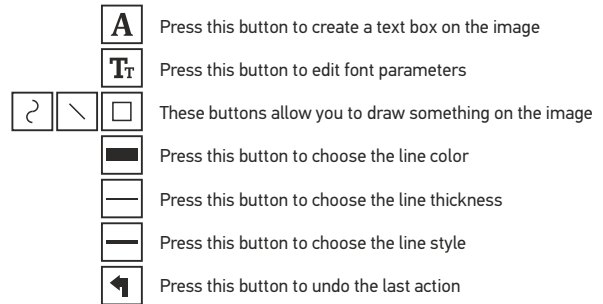 A Press this button to create a text box on the image
TT Press this button to edit font parameters
These buttons allow you to draw something on the image
Press this button to choose the line color
Press this button to choose the line thickness
Press this button to choose the line style
Press this button to undo the last action